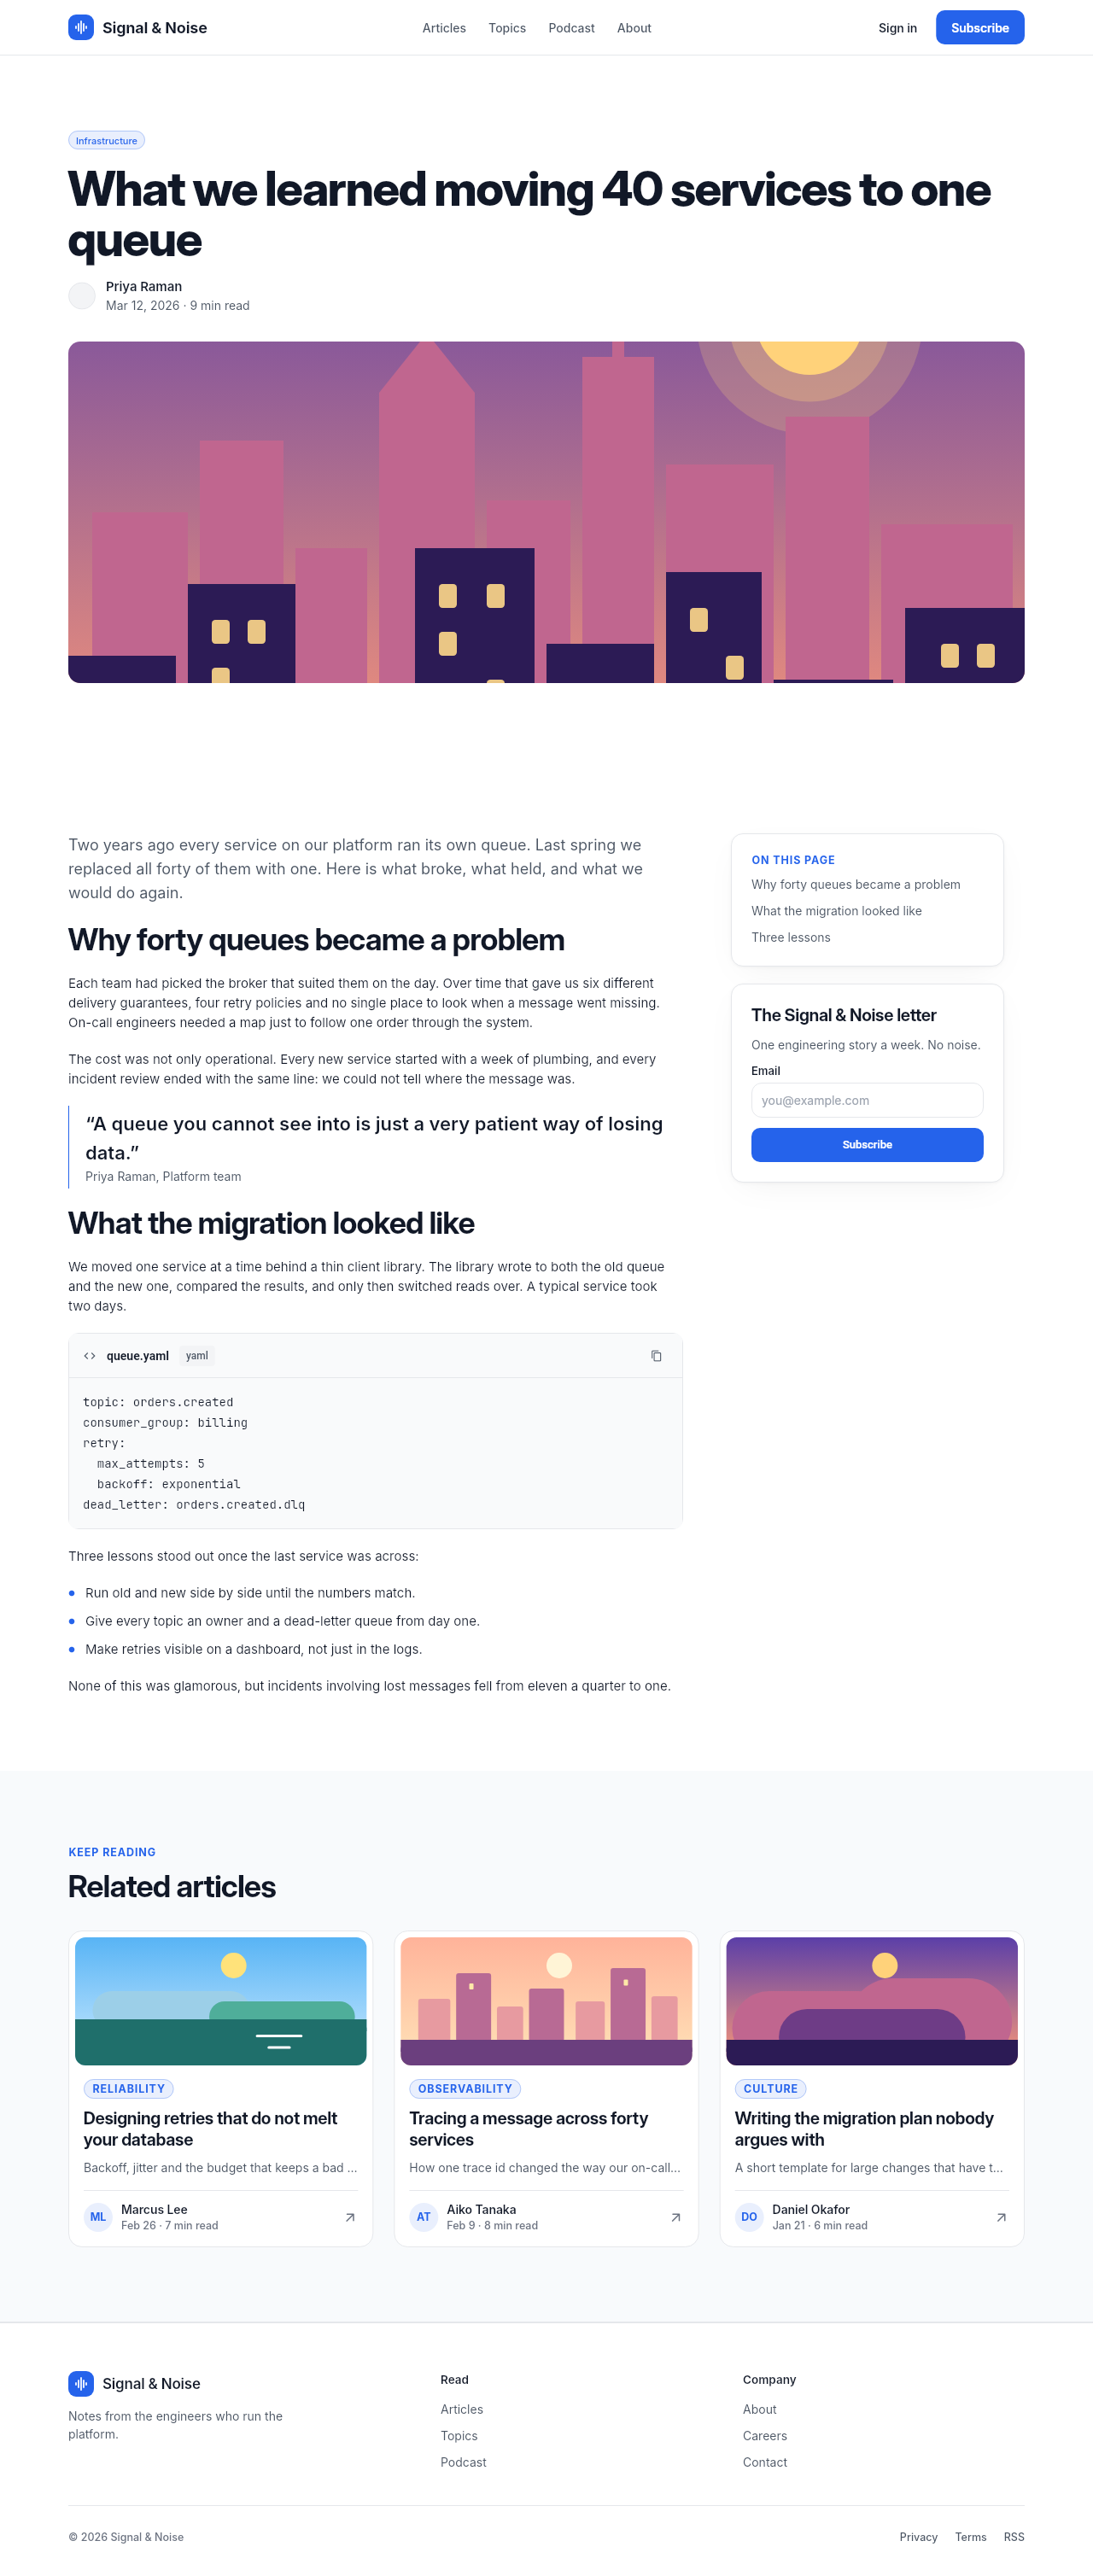 Signal & Noise
Articles
Topics
Podcast
About
Sign in
Subscribe
Infrastructure
What we learned moving 40 services to one
queue
Priya Raman
Mar 12, 2026 · 9 min read
Two years ago every service on our platform ran its own queue. Last spring we
replaced all forty of them with one. Here is what broke, what held, and what we
would do again.
Why forty queues became a problem
Each team had picked the broker that suited them on the day. Over time that gave us six different
delivery guarantees, four retry policies and no single place to look when a message went missing.
On-call engineers needed a map just to follow one order through the system.
The cost was not only operational. Every new service started with a week of plumbing, and every
incident review ended with the same line: we could not tell where the message was.
“A queue you cannot see into is just a very patient way of losing
data.”
Priya Raman, Platform team
What the migration looked like
We moved one service at a time behind a thin client library. The library wrote to both the old queue
and the new one, compared the results, and only then switched reads over. A typical service took
two days.
queue.yaml
yaml
topic: orders.created
consumer_group: billing
retry:
  max_attempts: 5
  backoff: exponential
dead_letter: orders.created.dlq
Three lessons stood out once the last service was across:
Run old and new side by side until the numbers match.
Give every topic an owner and a dead-letter queue from day one.
Make retries visible on a dashboard, not just in the logs.
None of this was glamorous, but incidents involving lost messages fell from eleven a quarter to one.
ON THIS PAGE
Why forty queues became a problem
What the migration looked like
Three lessons
The Signal & Noise letter
One engineering story a week. No noise.
Email
you@example.com
Subscribe
KEEP READING
Related articles
RELIABILITY
Designing retries that do not melt
your database
Backoff, jitter and the budget that keeps a bad ...
ML
Marcus Lee
Feb 26 · 7 min read
OBSERVABILITY
Tracing a message across forty
services
How one trace id changed the way our on-call...
AT
Aiko Tanaka
Feb 9 · 8 min read
CULTURE
Writing the migration plan nobody
argues with
A short template for large changes that have t...
DO
Daniel Okafor
Jan 21 · 6 min read
Signal & Noise
Notes from the engineers who run the
platform.
Read
Articles
Topics
Podcast
Company
About
Careers
Contact
© 2026 Signal & Noise
Privacy
Terms
RSS